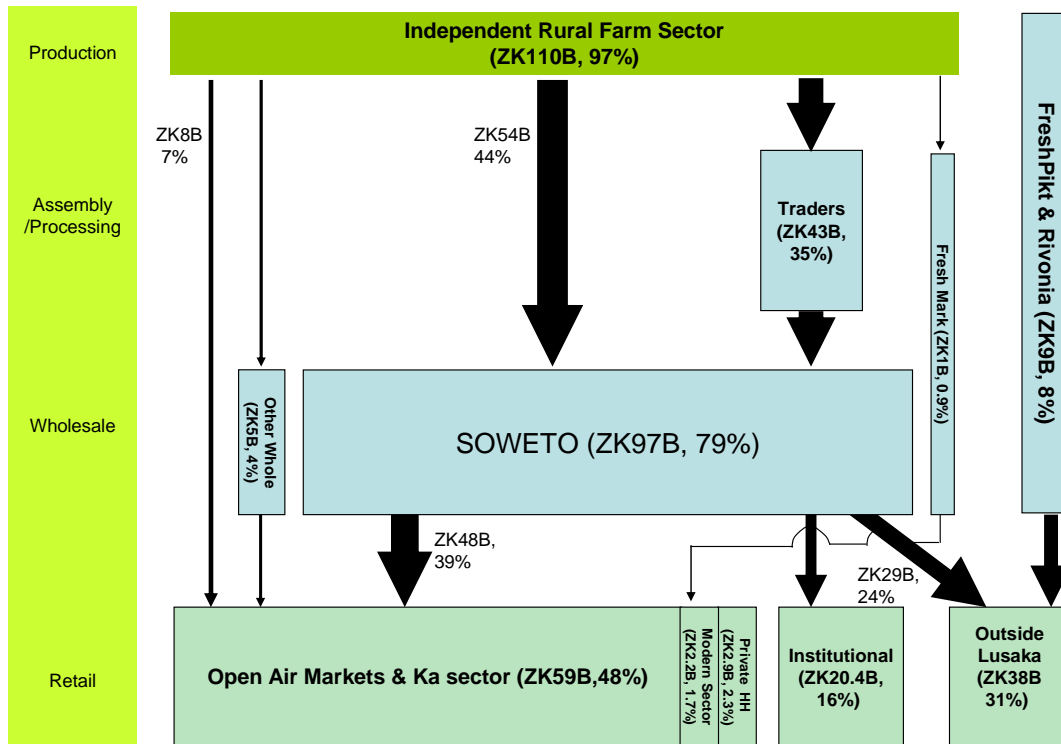 Production
Independent Rural Farm Sector
(ZK110B, 97%)
ZK8B
7%
ZK54B
44%
Assembly
/Processing
Traders
(ZK43B,
35%)
Fresh Mark (ZK1B, 0.9%)
FreshPikt & Rivonia (ZK9B, 8%)
Wholesale
Other Whole
(ZK5B, 4%)
SOWETO (ZK97B, 79%)
ZK48B,
39%
ZK29B,
24%
Retail
Open Air Markets & Ka sector (ZK59B,48%)
Modern Sector
(ZK2.2B, 1.7%)
Private HH
(ZK2.9B, 2.3%)
Institutional
(ZK20.4B,
16%)
Outside
Lusaka
(ZK38B
31%)